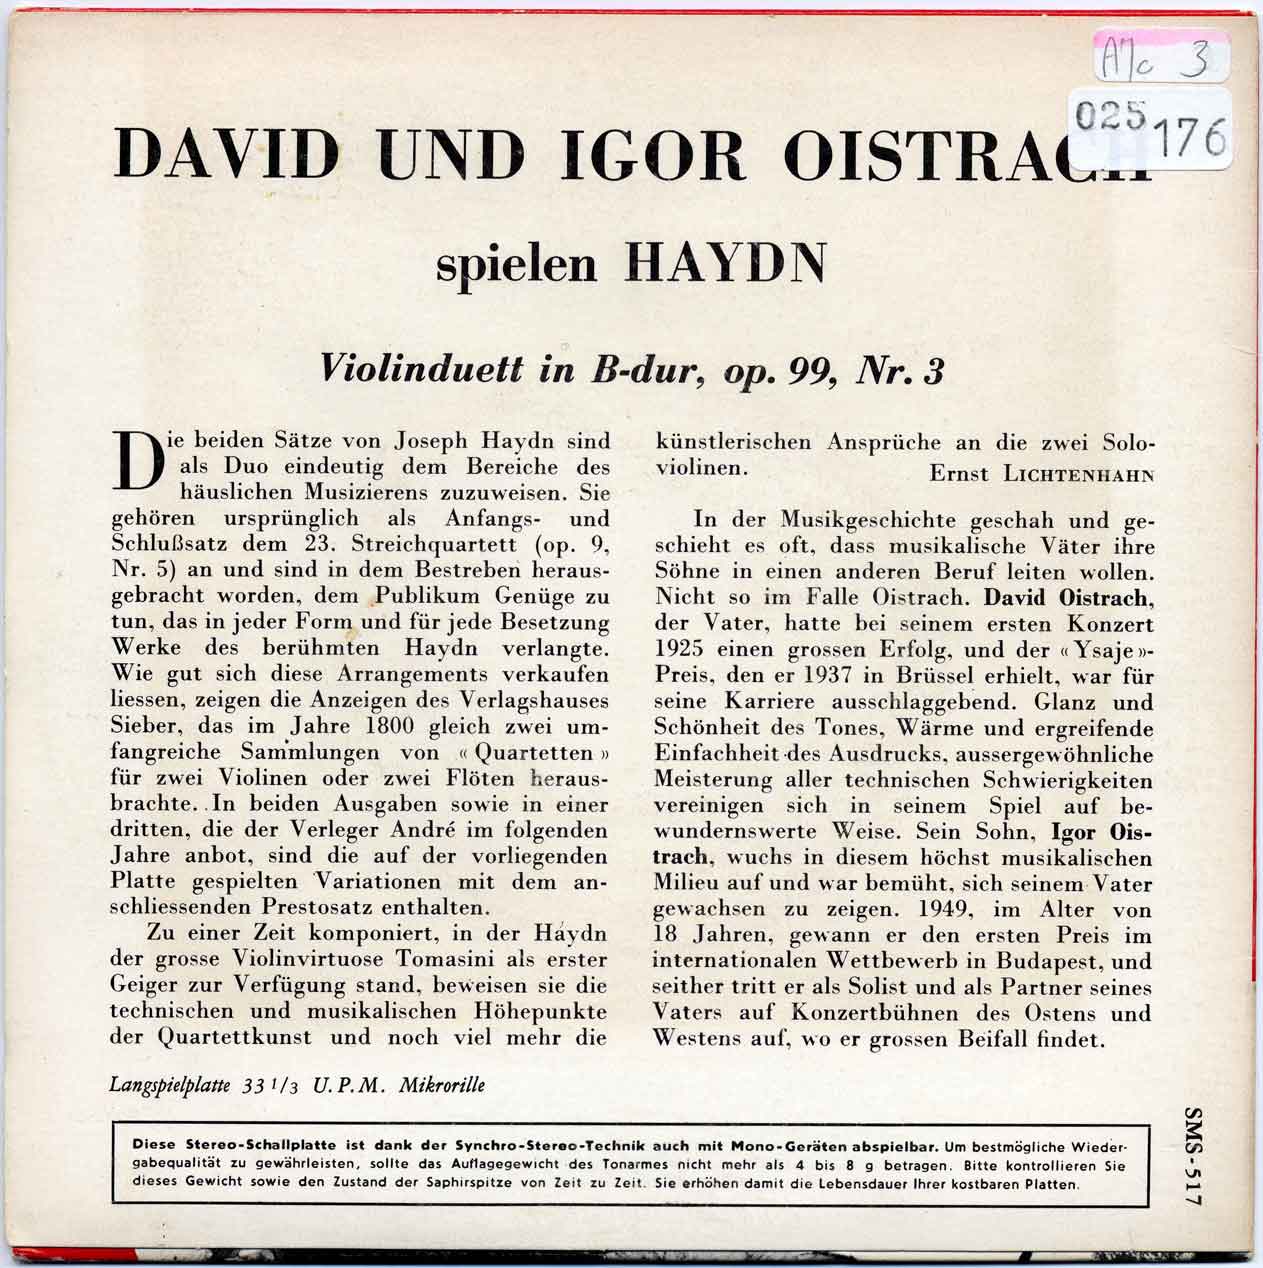 A7c 3
025 176
DAVID UND IGOR OISTRACH
spielen HAYDN
Violinduett in B-dur, op. 99, Nr. 3
Die beiden Sätze von Joseph Haydn sind
als Duo eindeutig dem Bereiche des
häuslichen Musizierens zuzuweisen. Sie
gehören ursprünglich als Anfangs- und
Schlußsatz dem 23. Streichquartett (op. 9,
Nr. 5) an und sind in dem Bestreben heraus-
gebracht worden, dem Publikum Genüge zu
tun, das in jeder Form und für jede Besetzung
Werke des berühmten Haydn verlangte.
Wie gut sich diese Arrangements verkaufen
liessen, zeigen die Anzeigen des Verlagshauses
Sieber, das im Jahre 1800 gleich zwei um-
fangreiche Sammlungen von « Quartetten »
für zwei Violinen oder zwei Flöten heraus-
brachte. In beiden Ausgaben sowie in einer
dritten, die der Verleger André im folgenden
Jahre anbot, sind die auf der vorliegenden
Platte gespielten Variationen mit dem an-
schliessenden Prestosatz enthalten.
Zu einer Zeit komponiert, in der Haydn
der grosse Violinvirtuose Tomasini als erster
Geiger zur Verfügung stand, beweisen sie die
technischen und musikalischen Höhepunkte
der Quartettkunst und noch viel mehr die
künstlerischen Ansprüche an die zwei Solo-
violinen. Ernst LICHTENHAHN
In der Musikgeschichte geschah und ge-
schieht es oft, dass musikalische Väter ihre
Söhne in einen anderen Beruf leiten wollen.
Nicht so im Falle Oistrach. David Oistrach,
der Vater, hatte bei seinem ersten Konzert
1925 einen grossen Erfolg, und der « Ysaje »-
Preis, den er 1937 in Brüssel erhielt, war für
seine Karriere ausschlaggebend. Glanz und
Schönheit des Tones, Wärme und ergreifende
Einfachheit des Ausdrucks, aussergewöhnliche
Meisterung aller technischen Schwierigkeiten
vereinigen sich in seinem Spiel auf be-
wundernswerte Weise. Sein Sohn, Igor Ois-
trach, wuchs in diesem höchst musikalischen
Milieu auf und war bemüht, sich seinem Vater
gewachsen zu zeigen. 1949, im Alter von
18 Jahren, gewann er den ersten Preis im
internationalen Wettbewerb in Budapest, und
seither tritt er als Solist und als Partner seines
Vaters auf Konzertbühnen des Ostens und
Westens auf, wo er grossen Beifall findet.
Langspielplatte 33 1/3 U.P.M. Mikrorille
Diese Stereo-Schallplatte ist dank der Synchro-Stereo-Technik auch mit Mono-Geräten abspielbar. Um bestmögliche Wieder-
gabequalität zu gewährleisten, sollte das Auflagegewicht des Tonarmes nicht mehr als 4 bis 8 g betragen. Bitte kontrollieren Sie
dieses Gewicht sowie den Zustand der Saphirspitze von Zeit zu Zeit. Sie erhöhen damit die Lebensdauer Ihrer kostbaren Platten.
SMS-517